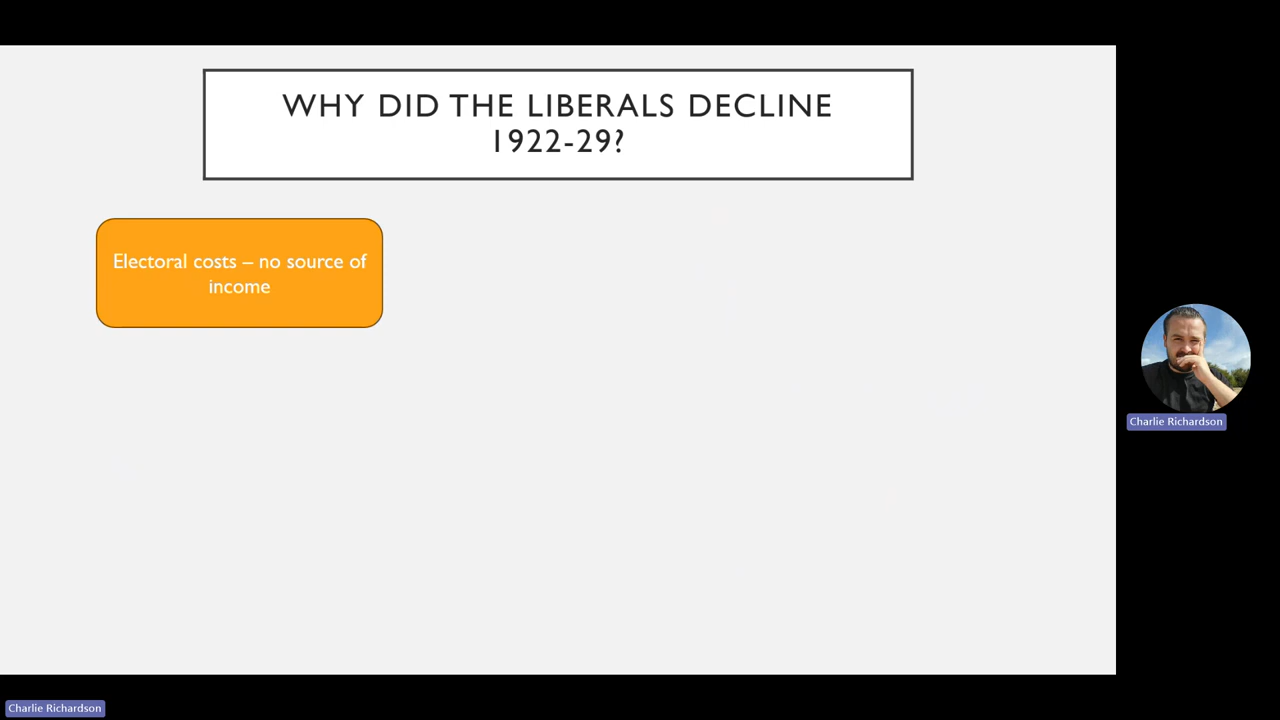 WHY DID THE LIBERALS DECLINE
1922-29?
Electoral costs – no source of
income
Charlie Richardson
Charlie Richardson